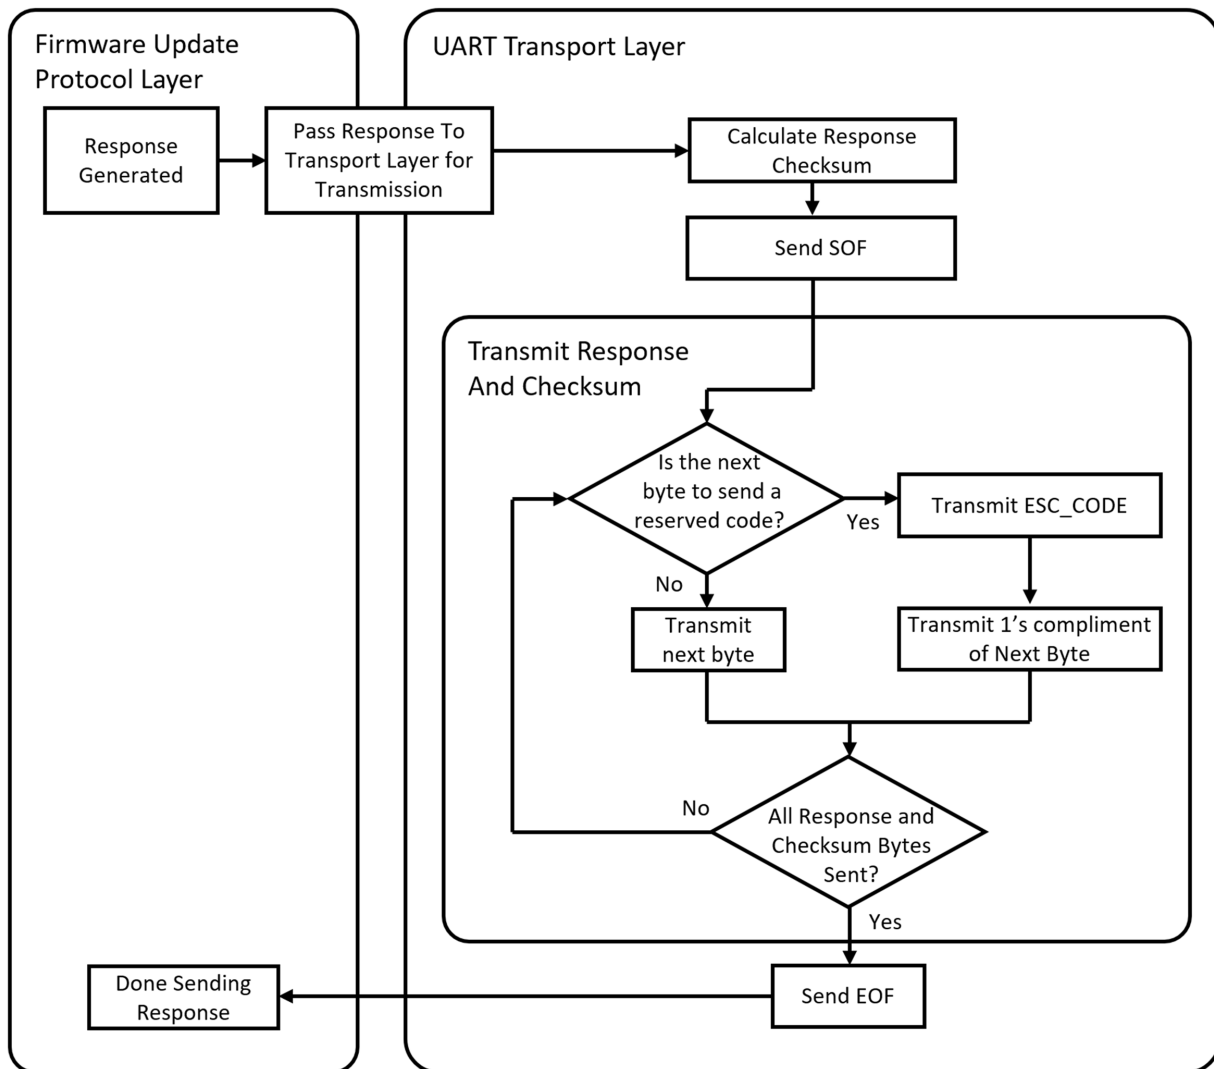 Firmware Update
Protocol Layer
UART Transport Layer
Response
Generated
Pass Response To
Transport Layer for
Transmission
Calculate Response
Checksum
Send SOF
Transmit Response
And Checksum
Is the next
byte to send a
reserved code?
Yes
Transmit ESC_CODE
No
Transmit
next byte
Transmit 1's compliment
of Next Byte
No
All Response and
Checksum Bytes
Sent?
Yes
Done Sending
Response
Send EOF